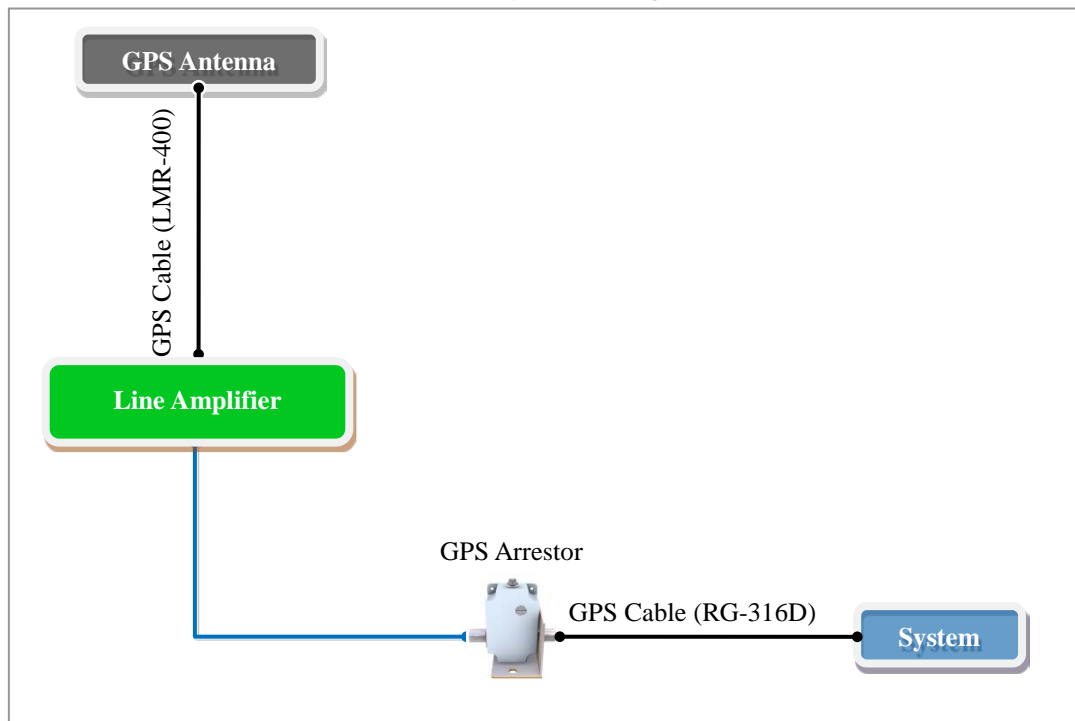 GPS Antenna
GPS Cable (LMR-400)
Line Amplifier
GPS Arrestor
GPS Cable (RG-316D)
System